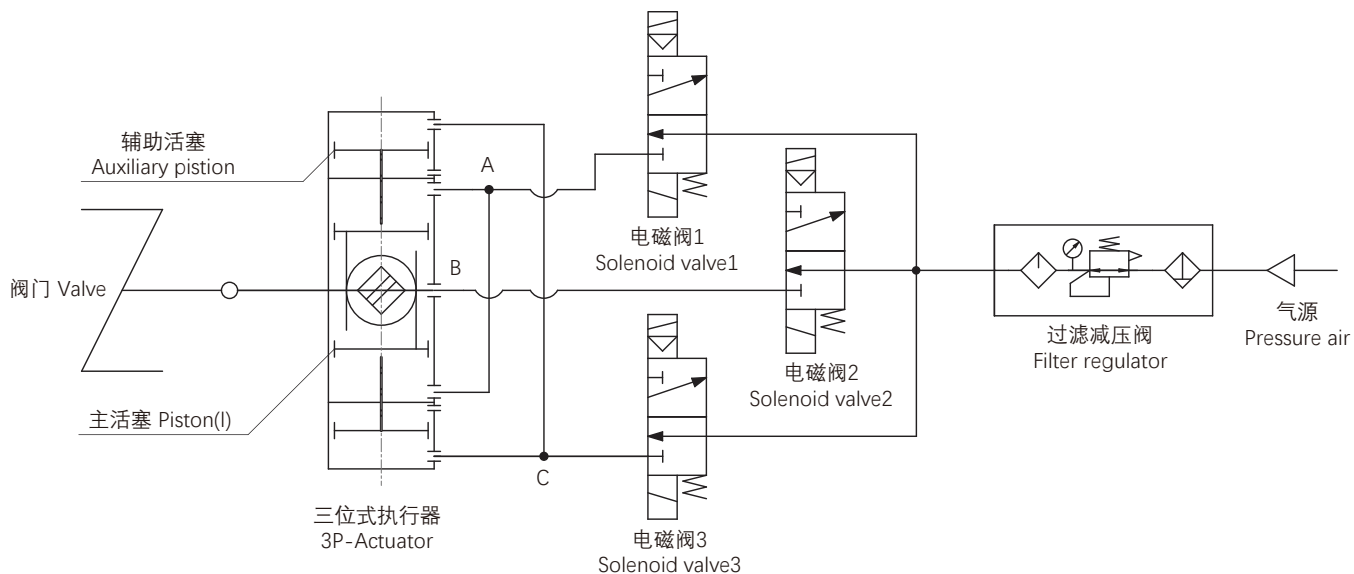 辅助活塞
Auxiliary pistion
A
电磁阀1
Solenoid valve1
阀门 Valve
B
气源
Pressure air
过滤减压阀
Filter regulator
电磁阀2
Solenoid valve2
主活塞 Piston(l)
C
三位式执行器
3P-Actuator
电磁阀3
Solenoid valve3